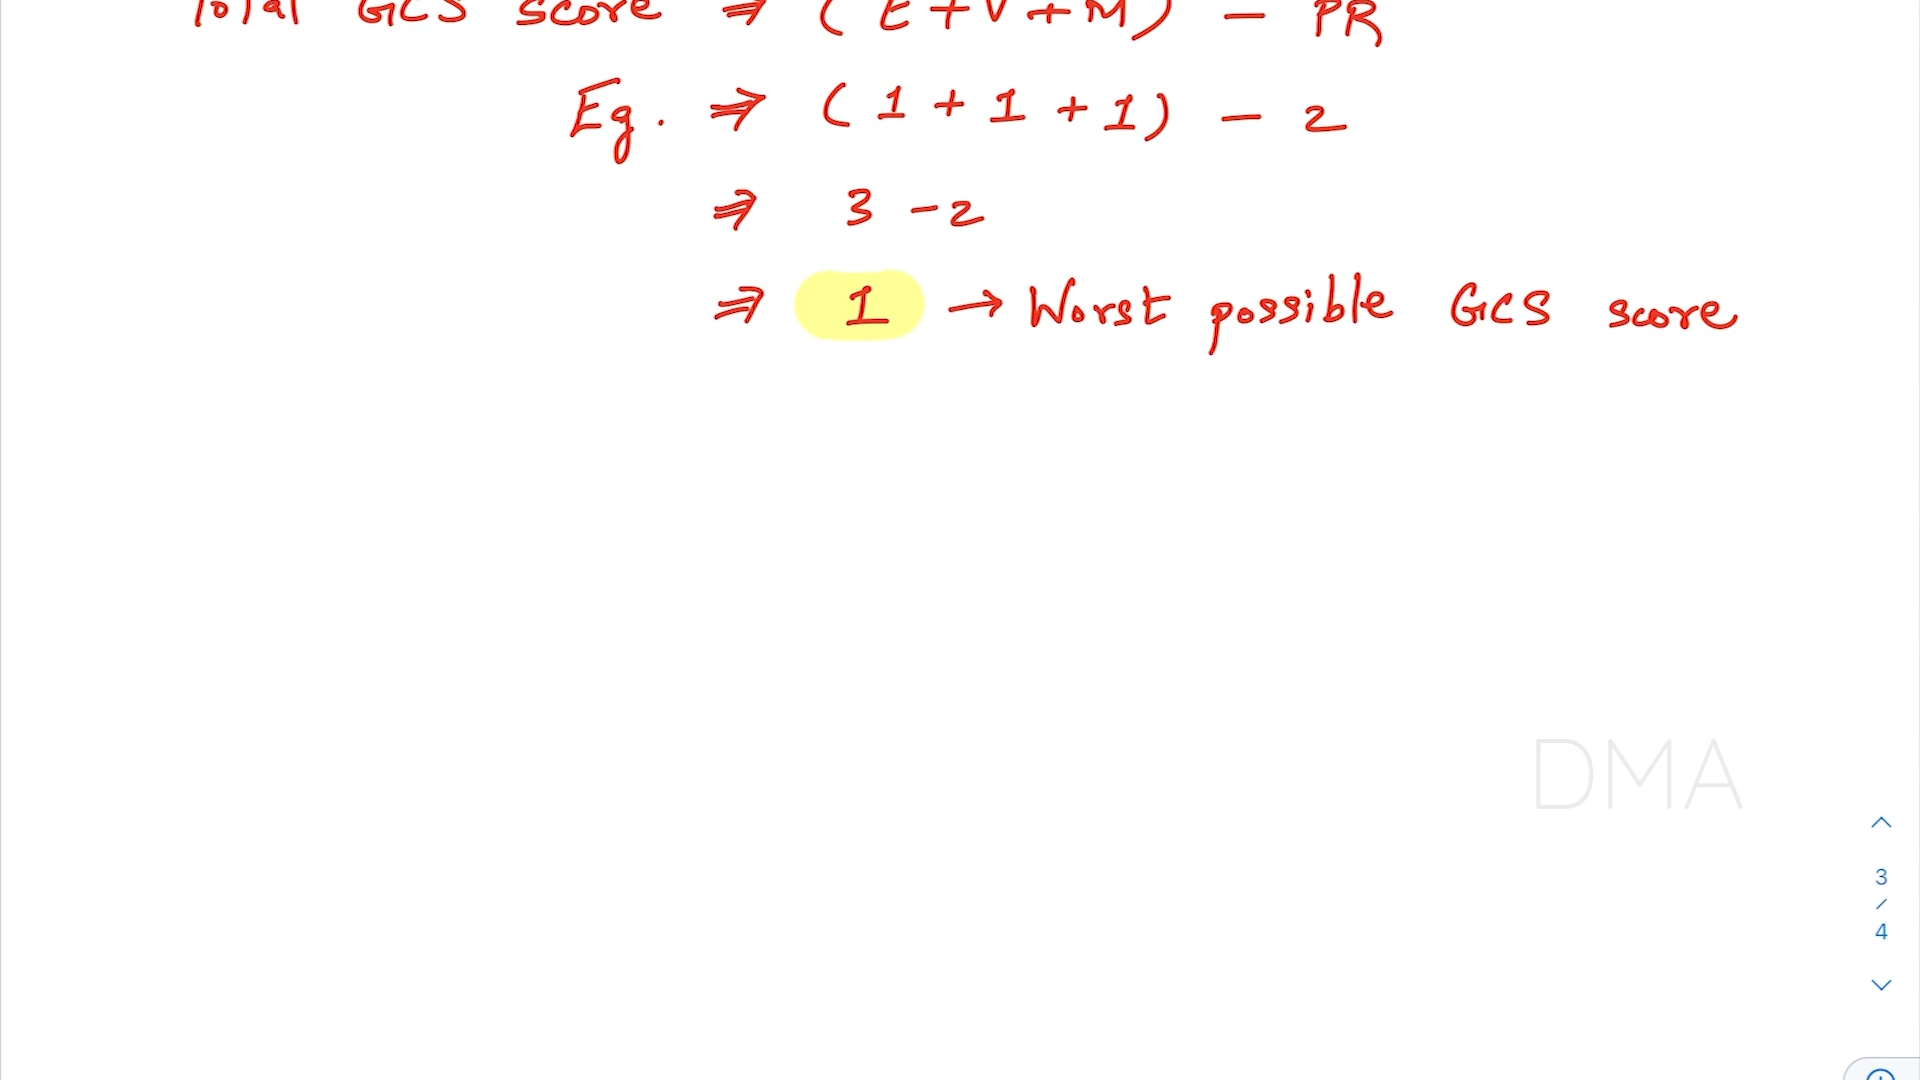 Total GCS score ⇒ (E + V + M) – PR
Eg. ⇒ (1 + 1 + 1) – 2
⇒ 3 - 2
⇒ 1 → Worst possible GCS score
DMA
3
/
4